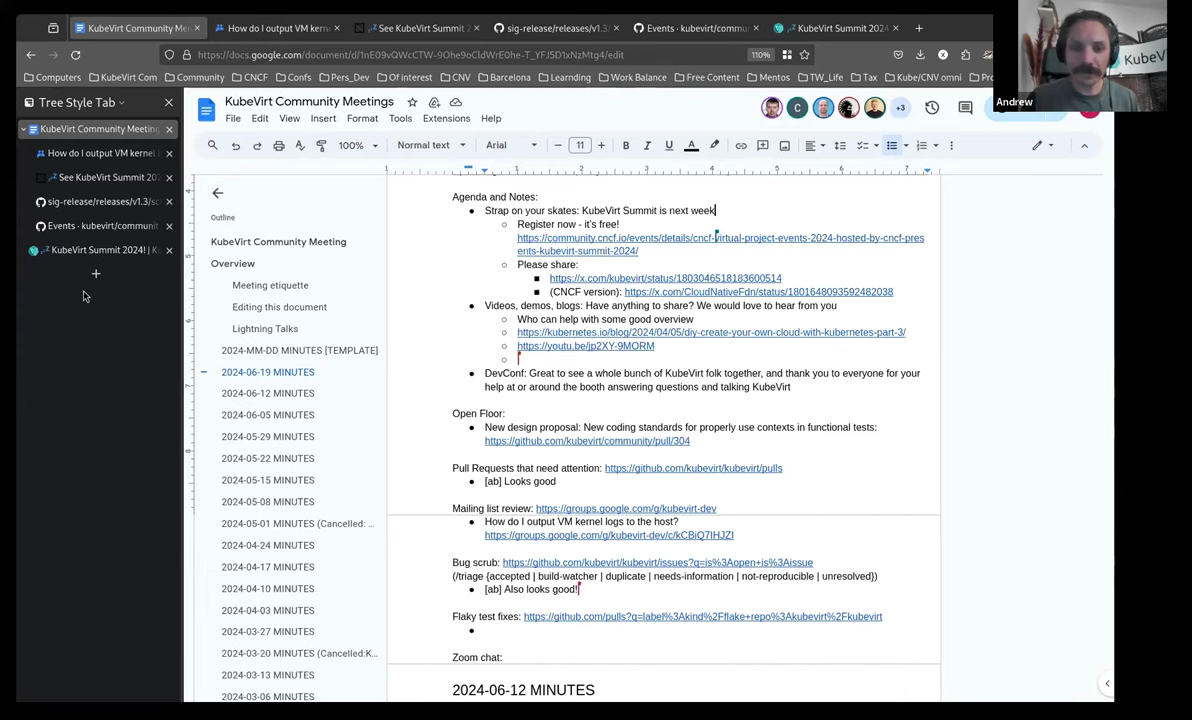 KubeVirt Community Mee
How do I output VM kernel
See KubeVirt Summit 2
sig-release/releases/v1.3/
Events · kubevirt/commu
KubeVirt Summit 2024
https://docs.google.com/document/d/1nE09vQWcCTW-9Ohe9oCldWrE0he-T_YFJ5D1xNzMtg4/edit
110%
Computers
KubeVirt Com
Community
CNCF
Confs
Pers_Dev
Of interest
CNV
Barcelona
Learning
Work Balance
Free Content
Mentos
TW_Life
Tax
Kube/CNV omni
Andrew
KubeVi
Tree Style Tab
KubeVirt Community Meeting
How do I output VM kernel
See KubeVirt Summit 202
sig-release/releases/v1.3/sc
Events · kubevirt/communit
KubeVirt Summit 2024! | K
KubeVirt Community Meetings
File Edit View Insert Format Tools Extensions Help
+3
100%
Normal text
Arial
11
Outline
KubeVirt Community Meeting
Overview
Meeting etiquette
Editing this document
Lightning Talks
2024-MM-DD MINUTES [TEMPLATE]
2024-06-19 MINUTES
2024-06-12 MINUTES
2024-06-05 MINUTES
2024-05-29 MINUTES
2024-05-22 MINUTES
2024-05-15 MINUTES
2024-05-08 MINUTES
2024-05-01 MINUTES (Cancelled: ...
2024-04-24 MINUTES
2024-04-17 MINUTES
2024-04-10 MINUTES
2024-04-03 MINUTES
2024-03-27 MINUTES
2024-03-20 MINUTES (Cancelled:K...
2024-03-13 MINUTES
2024-03-06 MINUTES
Agenda and Notes:
Strap on your skates: KubeVirt Summit is next week
Register now - it's free!
https://community.cncf.io/events/details/cncf-virtual-project-events-2024-hosted-by-cncf-pres
ents-kubevirt-summit-2024/
Please share:
https://x.com/kubevirt/status/1803046518183600514
(CNCF version): https://x.com/CloudNativeFdn/status/1801648093592482038
Videos, demos, blogs: Have anything to share? We would love to hear from you
Who can help with some good overview
https://kubernetes.io/blog/2024/04/05/diy-create-your-own-cloud-with-kubernetes-part-3/
https://youtu.be/jp2XY-9MORM
DevConf: Great to see a whole bunch of KubeVirt folk together, and thank you to everyone for your
help at or around the booth answering questions and talking KubeVirt
Open Floor:
New design proposal: New coding standards for properly use contexts in functional tests:
https://github.com/kubevirt/community/pull/304
Pull Requests that need attention: https://github.com/kubevirt/kubevirt/pulls
[ab] Looks good
Mailing list review: https://groups.google.com/g/kubevirt-dev
How do I output VM kernel logs to the host?
https://groups.google.com/g/kubevirt-dev/c/kCBiQ7IHJZI
Bug scrub: https://github.com/kubevirt/kubevirt/issues?q=is%3Aopen+is%3Aissue
(/triage {accepted | build-watcher | duplicate | needs-information | not-reproducible | unresolved})
[ab] Also looks good!
Flaky test fixes: https://github.com/pulls?q=label%3Akind%2Fflake+repo%3Akubevirt%2Fkubevirt
Zoom chat:
2024-06-12 MINUTES